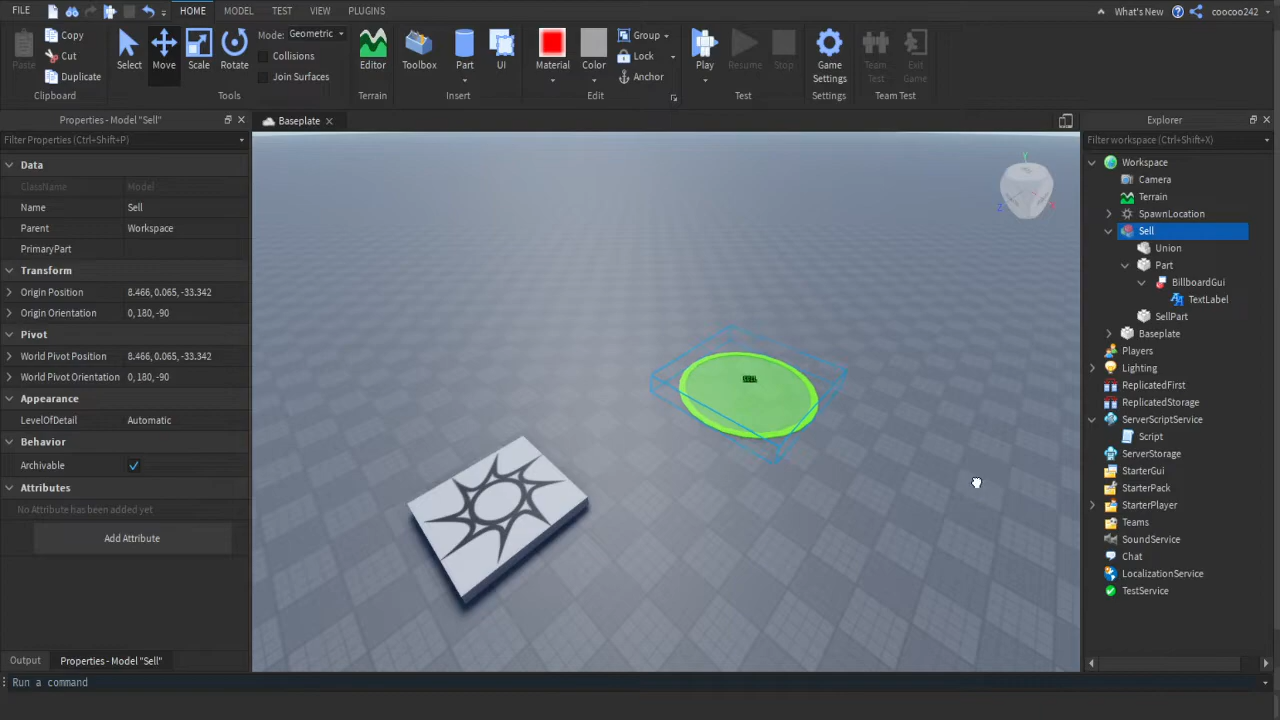 FILE HOME MODEL TEST VIEW PLUGINS What's New coocoo242
Paste Copy Cut Duplicate Clipboard
Select Move Scale Rotate Mode: Geometric Collisions Join Surfaces Tools
Editor Terrain
Toolbox Part UI Insert
Material Color Group Lock Anchor Edit
Play Resume Stop Test
Game Settings Settings
Team Test Exit Game Team Test
Properties - Model "Sell"
Filter Properties (Ctrl+Shift+P)
Data
ClassName Model
Name Sell
Parent Workspace
PrimaryPart
Transform
Origin Position 8.466, 0.065, -33.342
Origin Orientation 0, 180, -90
Pivot
World Pivot Position 8.466, 0.065, -33.342
World Pivot Orientation 0, 180, -90
Appearance
LevelOfDetail Automatic
Behavior
Archivable
Attributes
No Attribute has been added yet
Add Attribute
Output Properties - Model "Sell"
Run a command
Baseplate
Y
Z
X
SELL
Explorer
Filter workspace (Ctrl+Shift+X)
Workspace
Camera
Terrain
SpawnLocation
Sell
Union
Part
BillboardGui
TextLabel
SellPart
Baseplate
Players
Lighting
ReplicatedFirst
ReplicatedStorage
ServerScriptService
Script
ServerStorage
StarterGui
StarterPack
StarterPlayer
Teams
SoundService
Chat
LocalizationService
TestService